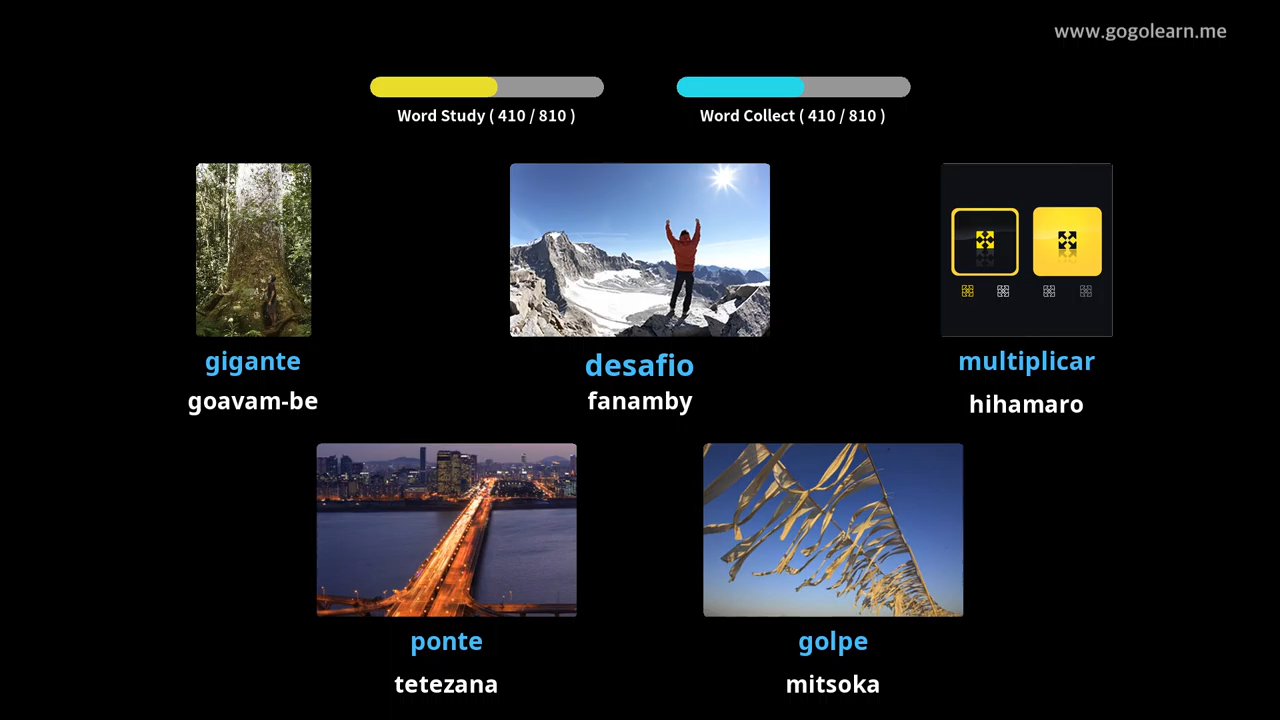 www.gogolearn.me
Word Study ( 410 / 810 )
Word Collect ( 410 / 810 )
gigante
goavam-be
desafio
fanamby
multiplicar
hihamaro
ponte
tetezana
golpe
mitsoka